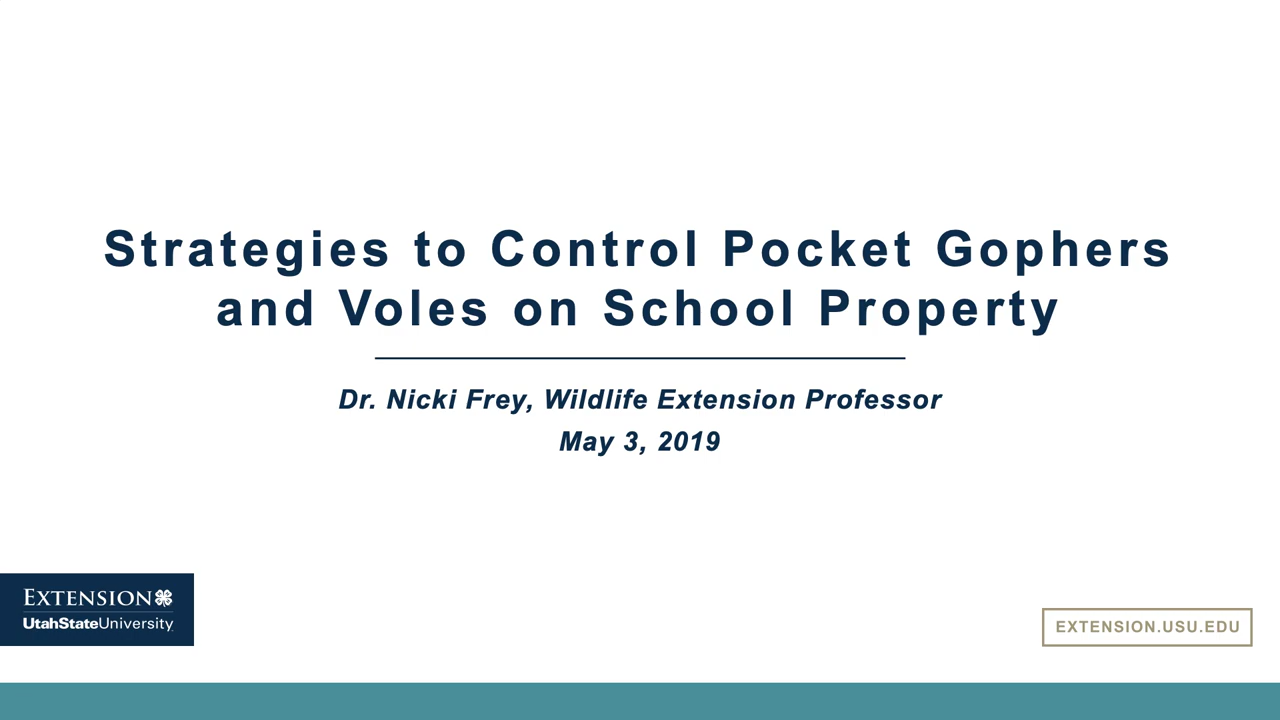 Strategies to Control Pocket Gophers
and Voles on School Property
Dr. Nicki Frey, Wildlife Extension Professor
May 3, 2019
EXTENSION
UtahStateUniversity
EXTENSION.USU.EDU